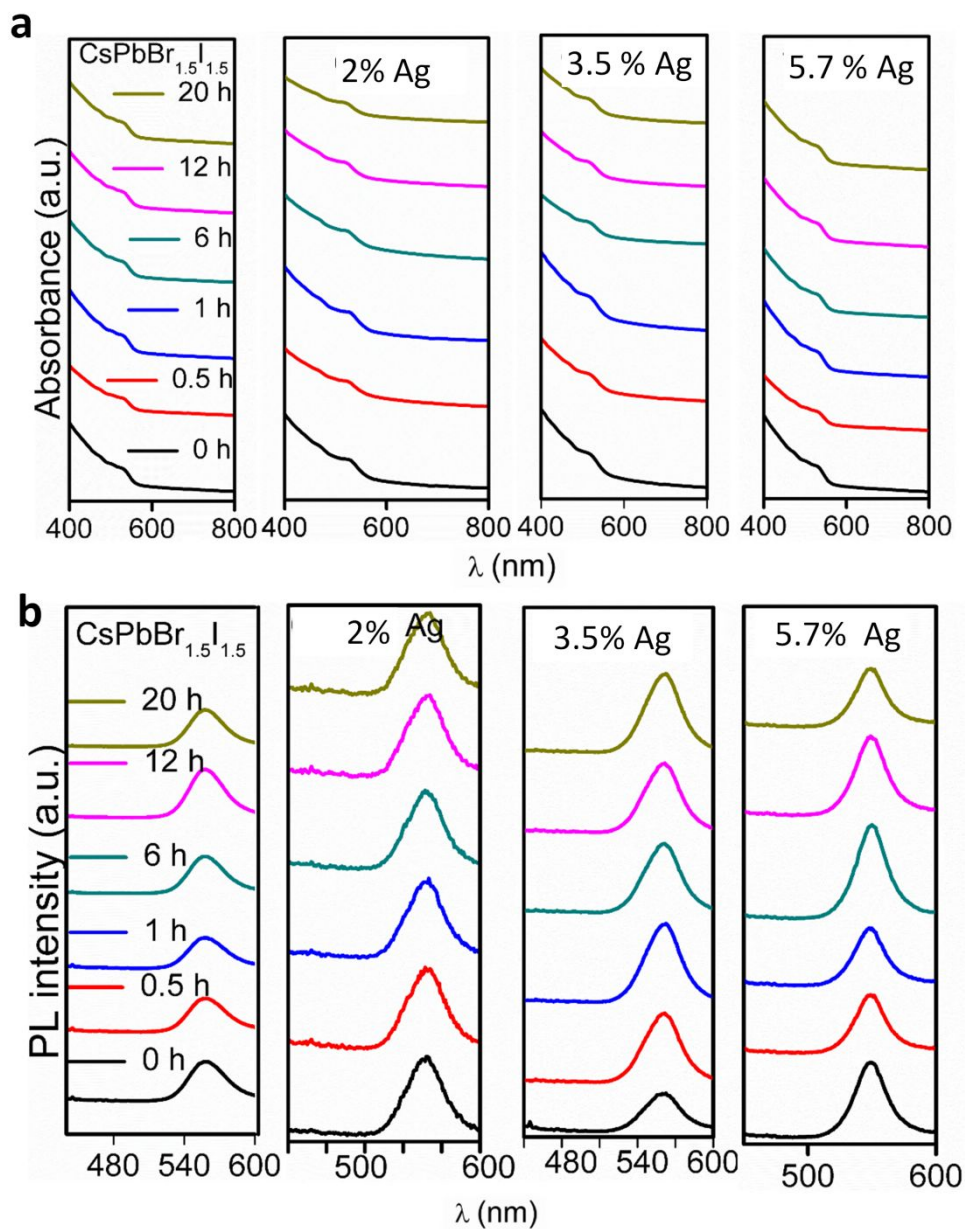 a
Absorbance (a.u.)
CsPbBr1.5I1.5
20 h
12 h
6 h
1 h
0.5 h
0 h
2% Ag
3.5 % Ag
5.7 % Ag
400 600 800 400 600 800 400 600 800 400 600 800
λ (nm)
b
PL intensity (a.u.)
CsPbBr1.5I1.5
20 h
12 h
6 h
1 h
0.5 h
0 h
2% Ag
3.5% Ag
5.7% Ag
480 540 600 500 600 480 560 600 500 600
λ (nm)